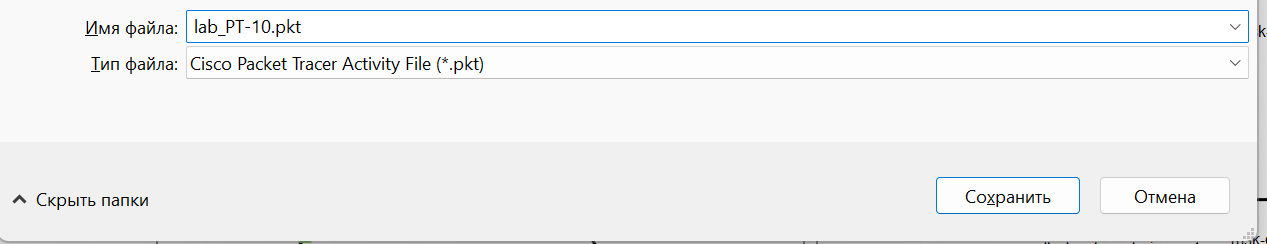 Имя файла: lab_PT-10.pkt
Тип файла: Cisco Packet Tracer Activity File (*.pkt)
Скрыть папки
Сохранить
Отмена